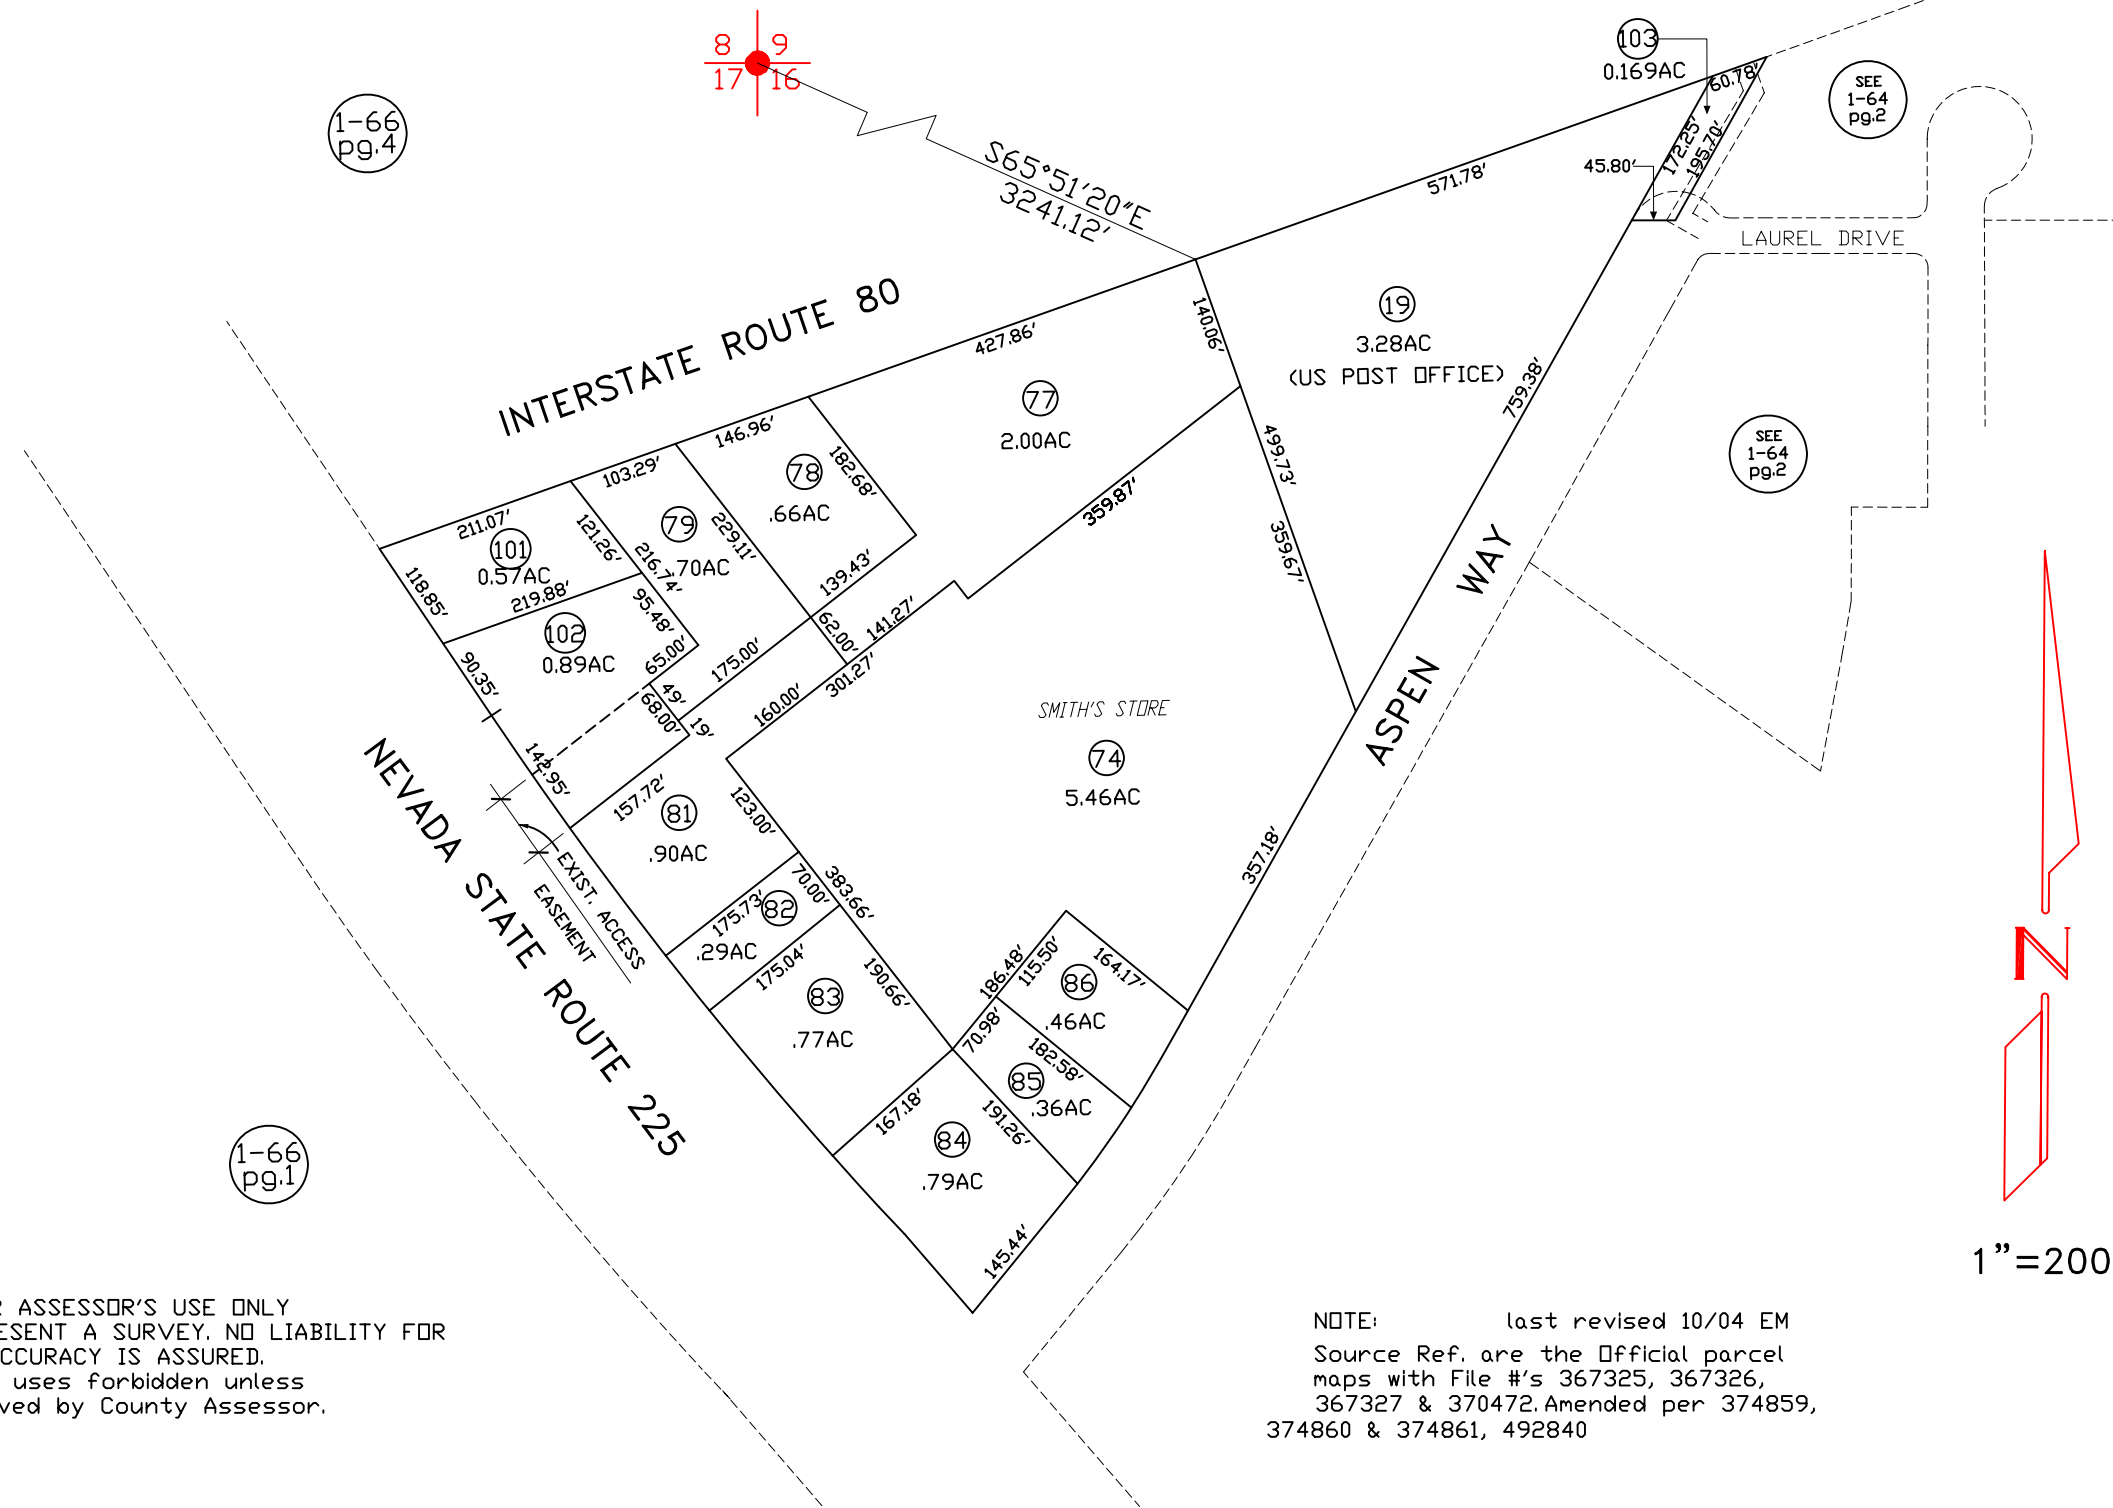 8 9
17 16
1-66
pg.4
S65°51'20"E
3241.12'
103
0.169AC
60.78'
172.25'
195.70'
45.80'
SEE
1-64
pg.2
LAUREL DRIVE
571.78'
INTERSTATE ROUTE 80
427.86'
140.06'
19
3.28AC
(US POST OFFICE)
759.38'
77
2.00AC
146.96'
103.29'
211.07'
78
.66AC
182.68'
499.73'
359.87'
359.67'
SEE
1-64
pg.2
101
0.57AC
121.26'
79
.70AC
229.11'
216.74'
118.85'
219.88'
139.43'
102
0.89AC
95.48'
65.00'
175.00'
62.00'
141.27'
301.27'
90.35'
49'
68.00'
19'
160.00'
ASPEN WAY
SMITH'S STORE
74
5.46AC
142.95'
157.72'
81
.90AC
123.00'
NEVADA STATE ROUTE 225
EXIST. ACCESS
EASEMENT
70.00'
383.66'
175.73'
82
.29AC
357.18'
175.04'
190.66'
83
.77AC
186.48'
115.50'
164.17'
86
.46AC
70.98'
182.58'
85
.36AC
167.18'
191.26'
84
.79AC
145.44'
N
1"=200
1-66
pg.1
ASSESSOR'S USE ONLY
ESENT A SURVEY. NO LIABILITY FOR
CCURACY IS ASSURED.
uses forbidden unless
ved by County Assessor.
NOTE: last revised 10/04 EM
Source Ref. are the Official parcel
maps with File #'s 367325, 367326,
367327 & 370472. Amended per 374859,
374860 & 374861, 492840